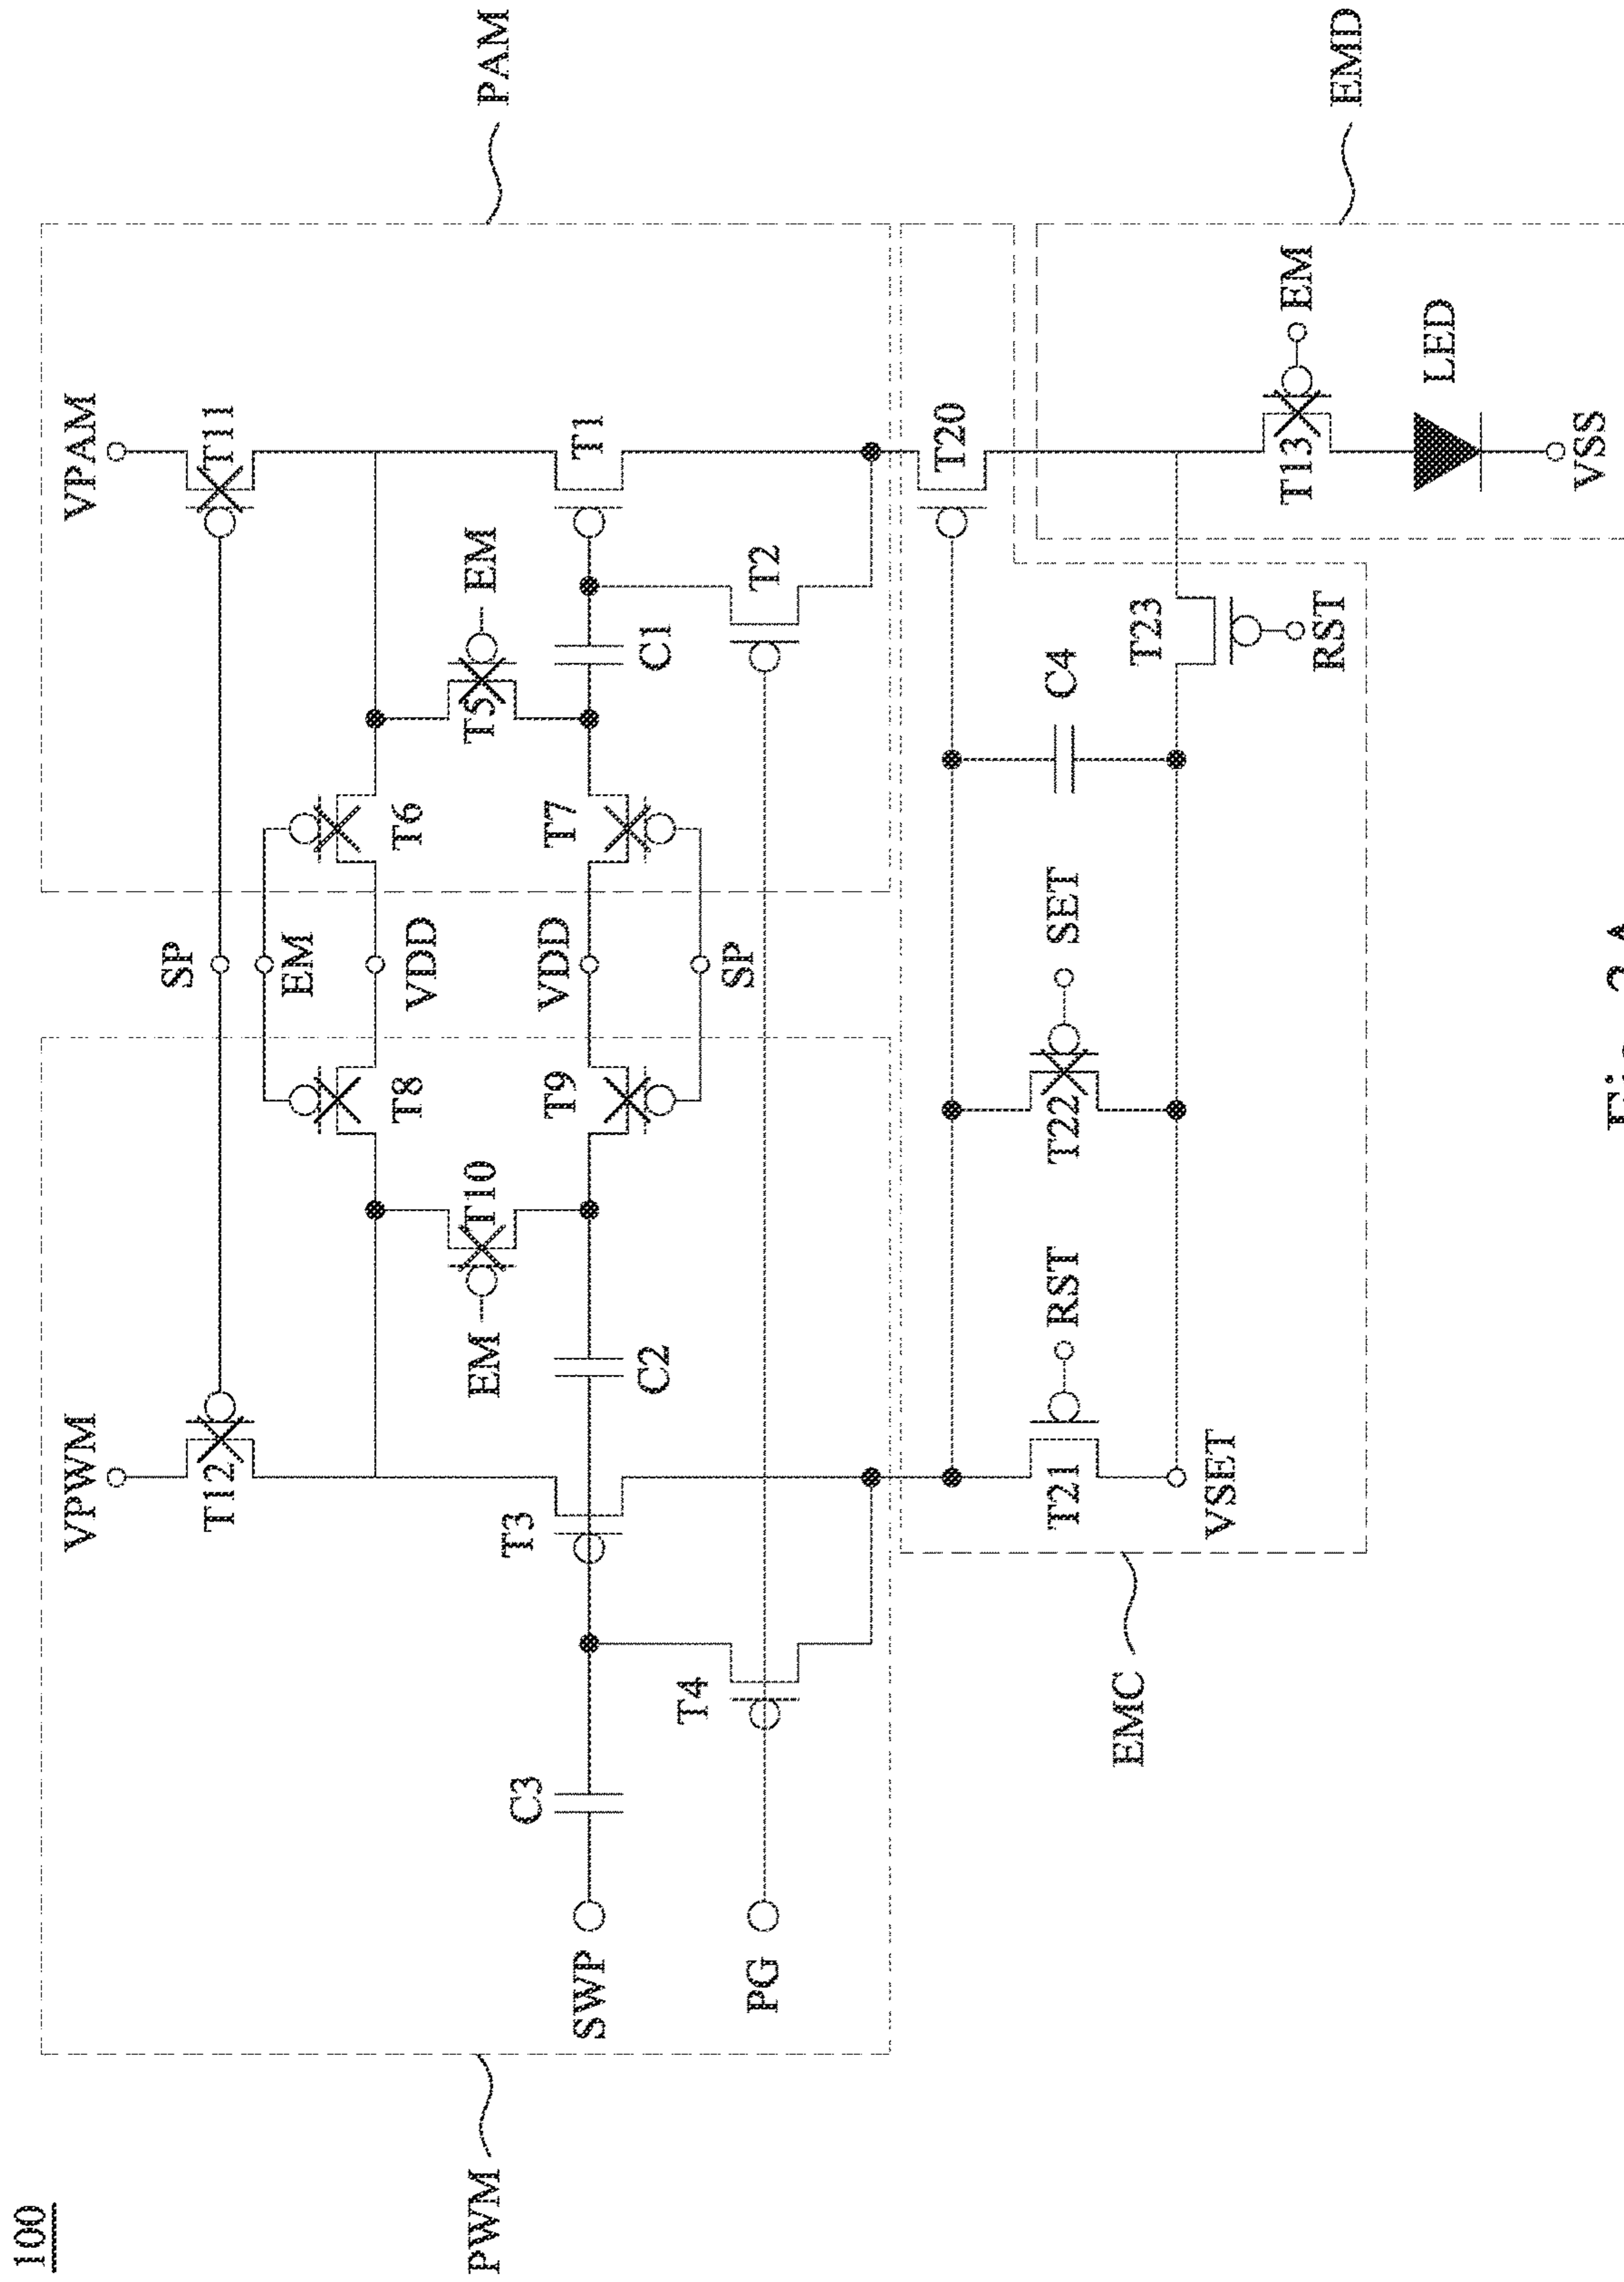 100
PWM
PAM
VPWM
VPAM
T12
T11
SP
EM
T8
T6
VDD
T10
EM
T5
EM
VDD
T9
T7
SP
T3
C2
C1
T1
C3
SWP
T4
T2
PG
EMC
T20
T21
RST
T22
SET
C4
T23
RST
VSET
EMD
T13
EM
LED
VSS